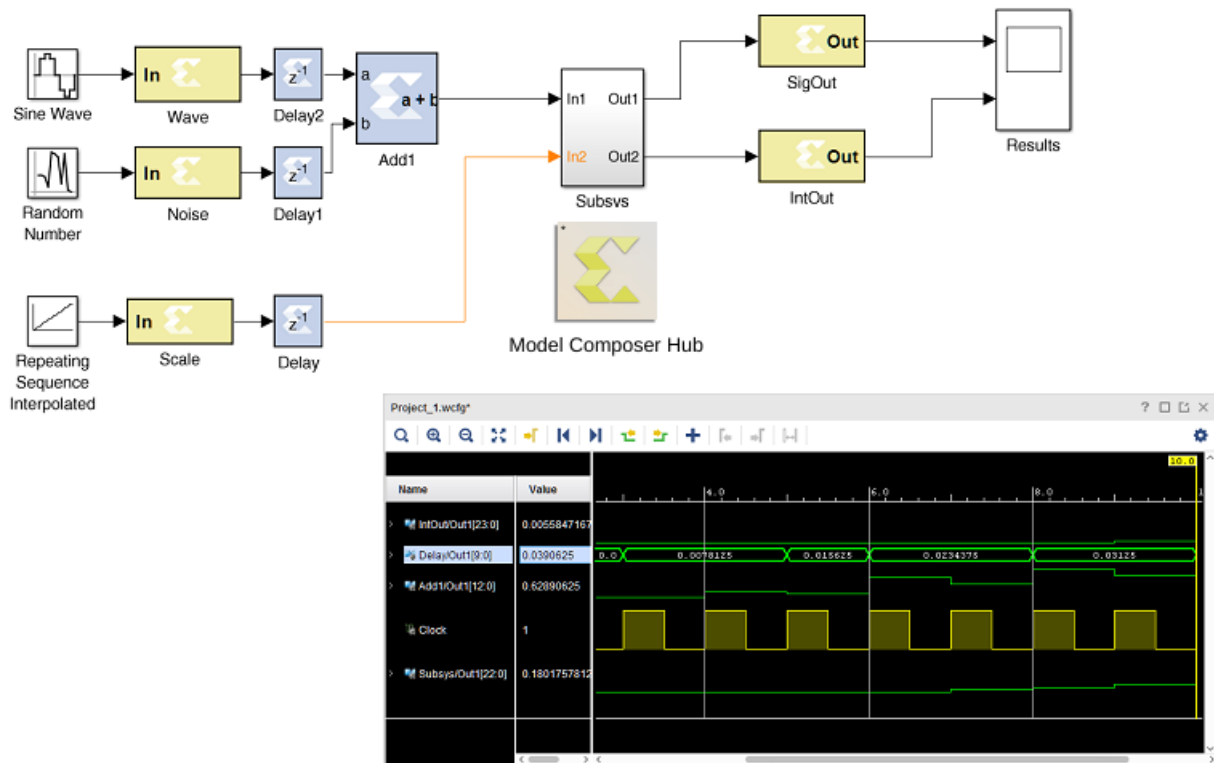 Out
SigOut
In
z⁻¹
a
a + b
b
In1 Out1
In2 Out2
Sine Wave
Wave
Delay2
Add1
Results
In
z⁻¹
Out
Random
Number
Noise
Delay1
Subsys
IntOut
In
z⁻¹
Model Composer Hub
Repeating
Sequence
Interpolated
Scale
Delay
Project_1.wcfg*
10.0
Name Value
4.0 6.0 8.0 1
IntOut/Out1[23:0] 0.0055847167
Delay/Out1[9:0] 0.0390625 0.0 0.0078125 0.015625 0.0234375 0.03125
Add1/Out1[12:0] 0.62890625
Clock 1
Subsys/Out1[22:0] 0.1801757812